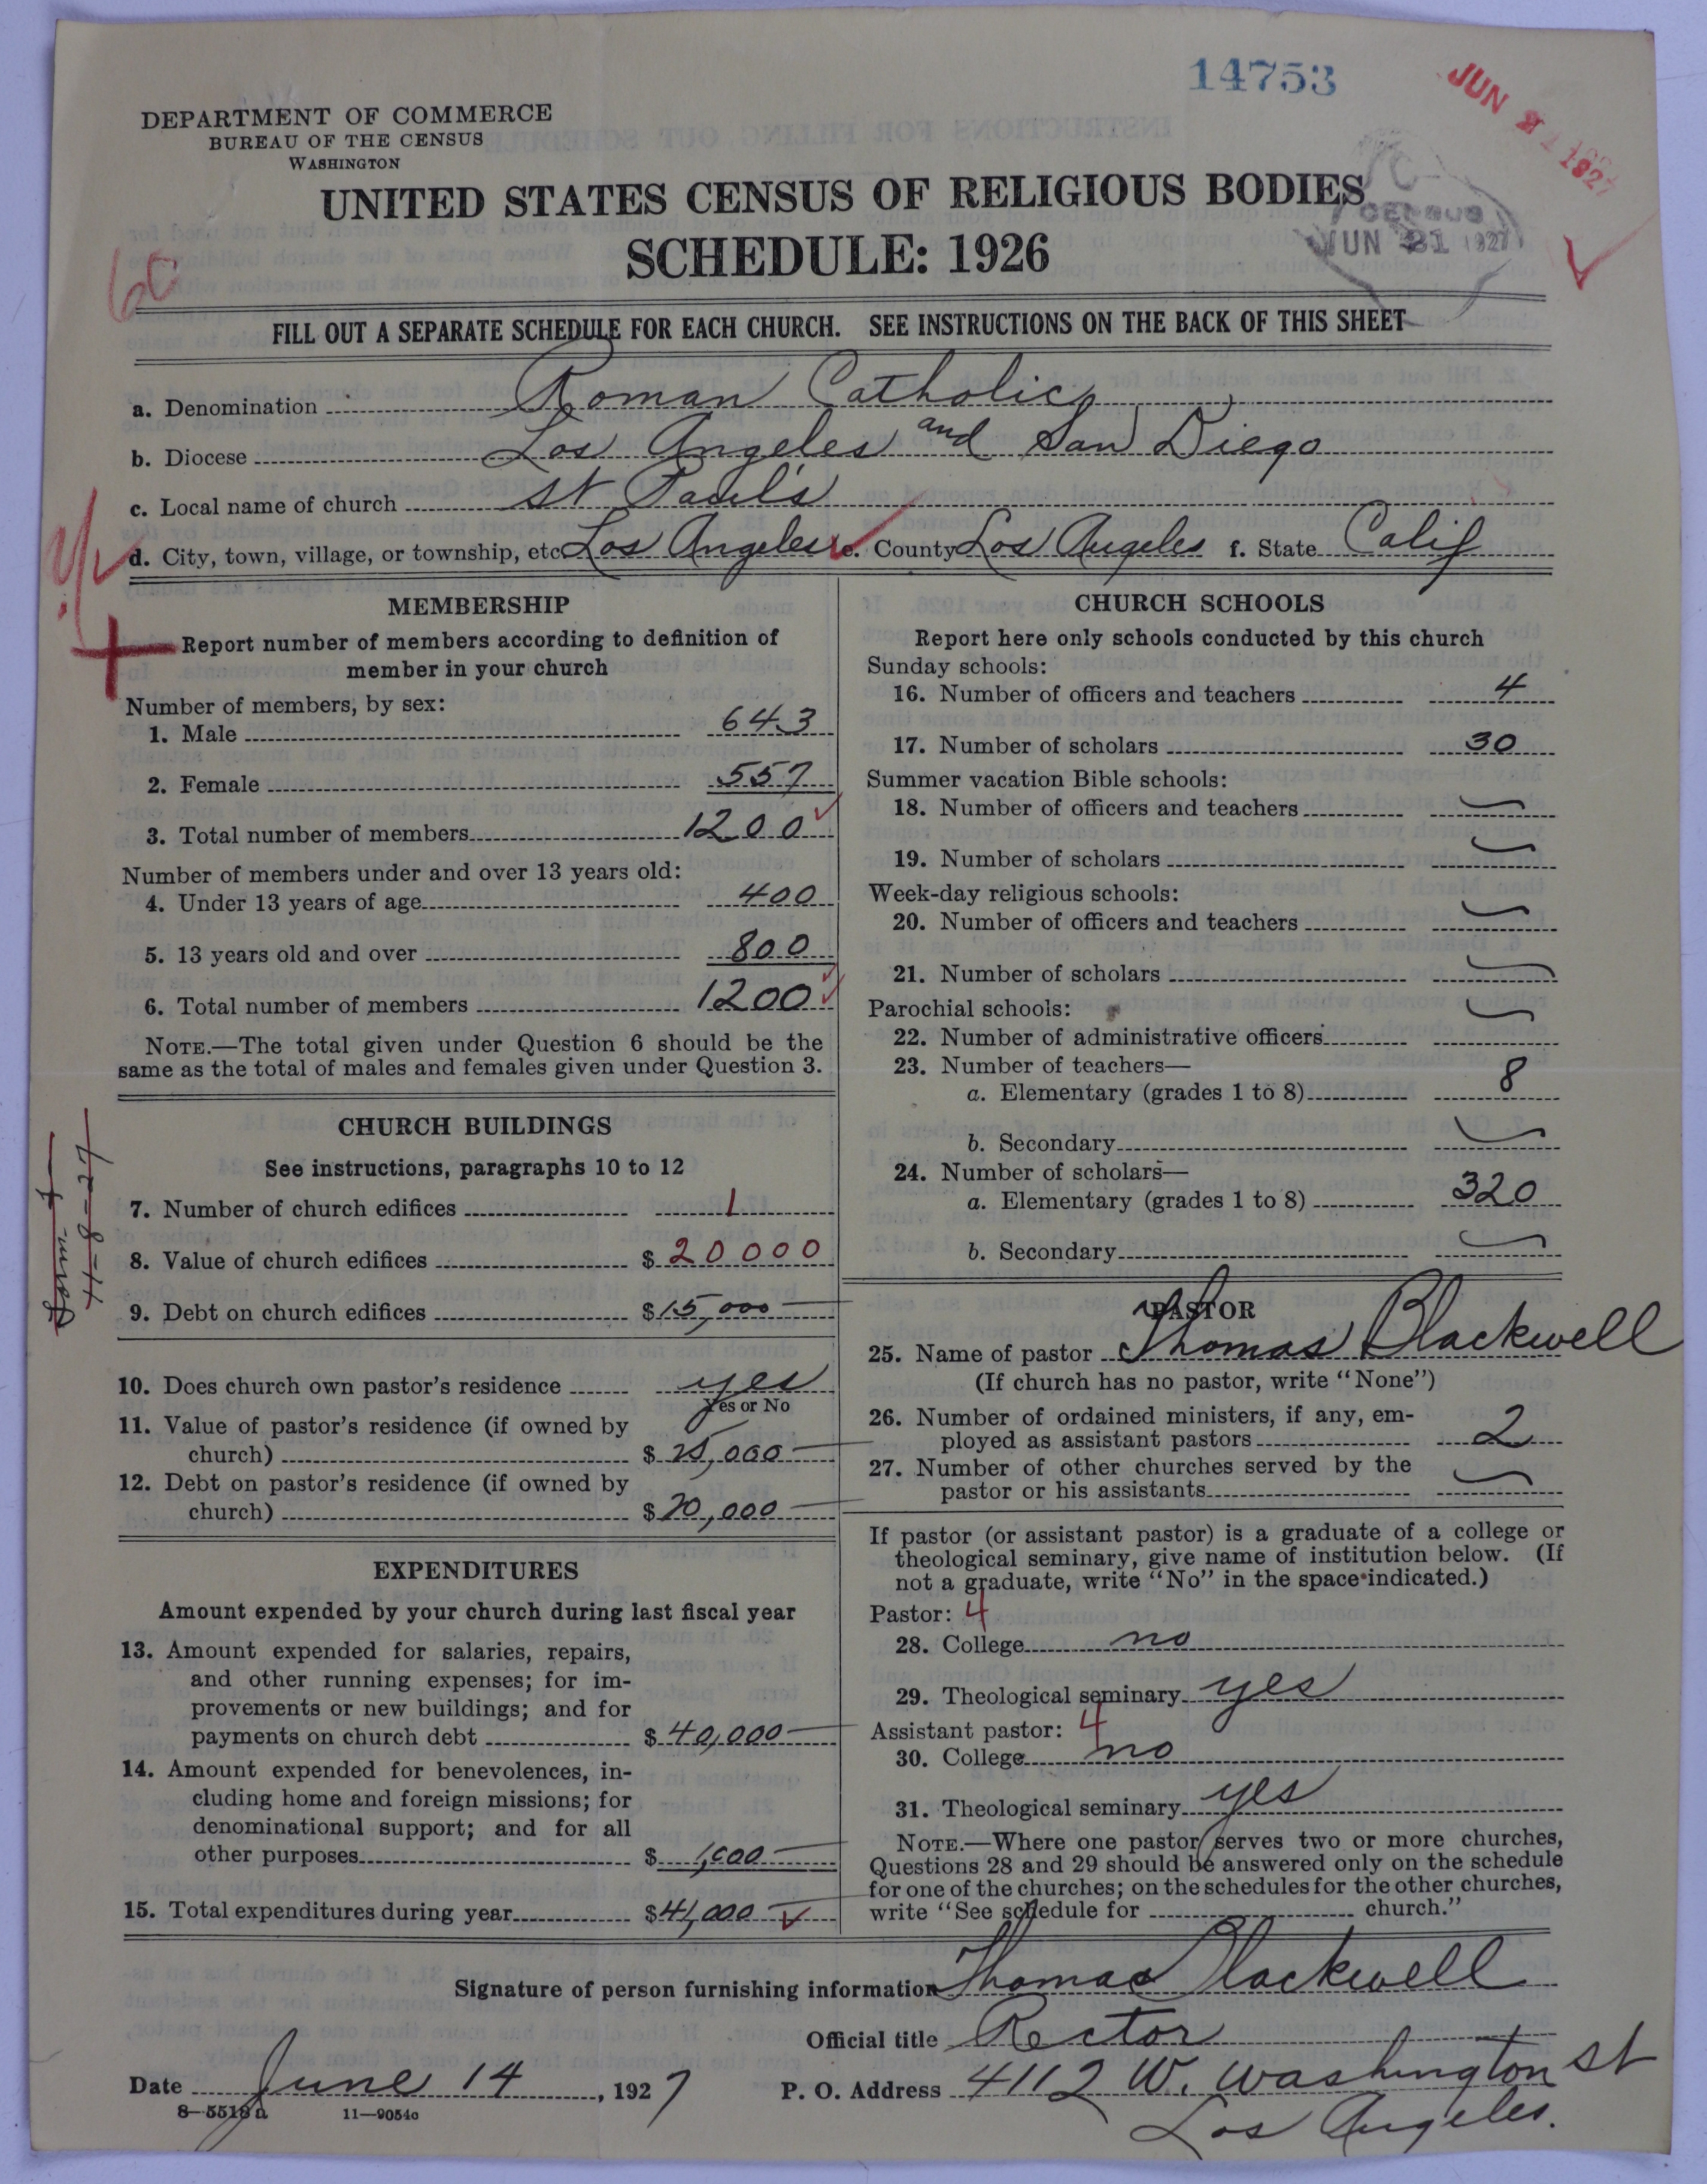 14753
JUN 21 1927
DEPARTMENT OF COMMERCE
BUREAU OF THE CENSUS
WASHINGTON
UNITED STATES CENSUS OF RELIGIOUS BODIES
CENSUS
JUN 21 1927
SCHEDULE: 1926
FILL OUT A SEPARATE SCHEDULE FOR EACH CHURCH. SEE INSTRUCTIONS ON THE BACK OF THIS SHEET
a. Denomination Roman Catholic
b. Diocese Los Angeles and San Diego
c. Local name of church St Paul's
d. City, town, village, or township, etc. Los Angeles e. County Los Angeles f. State Calif
MEMBERSHIP
Report number of members according to definition of
member in your church
Number of members, by sex:
1. Male 643
2. Female 557
3. Total number of members 1200
Number of members under and over 13 years old:
4. Under 13 years of age 400
5. 13 years old and over 800
6. Total number of members 1200
NOTE.—The total given under Question 6 should be the
same as the total of males and females given under Question 3.
CHURCH BUILDINGS
See instructions, paragraphs 10 to 12
7. Number of church edifices 1
8. Value of church edifices $ 20000
9. Debt on church edifices $ 15,000
10. Does church own pastor's residence yes
Yes or No
11. Value of pastor's residence (if owned by
church) $ 25,000
12. Debt on pastor's residence (if owned by
church) $ 20,000
4-8-27
EXPENDITURES
Amount expended by your church during last fiscal year
13. Amount expended for salaries, repairs,
and other running expenses; for im-
provements or new buildings; and for
payments on church debt $ 40,000
14. Amount expended for benevolences, in-
cluding home and foreign missions; for
denominational support; and for all
other purposes $ 1,000
15. Total expenditures during year $ 41,000
CHURCH SCHOOLS
Report here only schools conducted by this church
Sunday schools:
16. Number of officers and teachers 4
17. Number of scholars 30
Summer vacation Bible schools:
18. Number of officers and teachers
19. Number of scholars
Week-day religious schools:
20. Number of officers and teachers
21. Number of scholars
Parochial schools:
22. Number of administrative officers
23. Number of teachers—
a. Elementary (grades 1 to 8) 8
b. Secondary
24. Number of scholars—
a. Elementary (grades 1 to 8) 320
b. Secondary
PASTOR
25. Name of pastor Thomas Blackwell
(If church has no pastor, write "None")
26. Number of ordained ministers, if any, em-
ployed as assistant pastors 2
27. Number of other churches served by the
pastor or his assistants
If pastor (or assistant pastor) is a graduate of a college or
theological seminary, give name of institution below. (If
not a graduate, write "No" in the space indicated.)
Pastor: 4
28. College no
29. Theological seminary yes
Assistant pastor: 4
30. College no
31. Theological seminary yes
NOTE.—Where one pastor serves two or more churches,
Questions 28 and 29 should be answered only on the schedule
for one of the churches; on the schedules for the other churches,
write "See schedule for church."
Signature of person furnishing information Thomas Blackwell
Official title Rector
Date June 14, 1927 P. O. Address 4112 W. Washington St
Los Angeles.
8-5518a 11—9054c